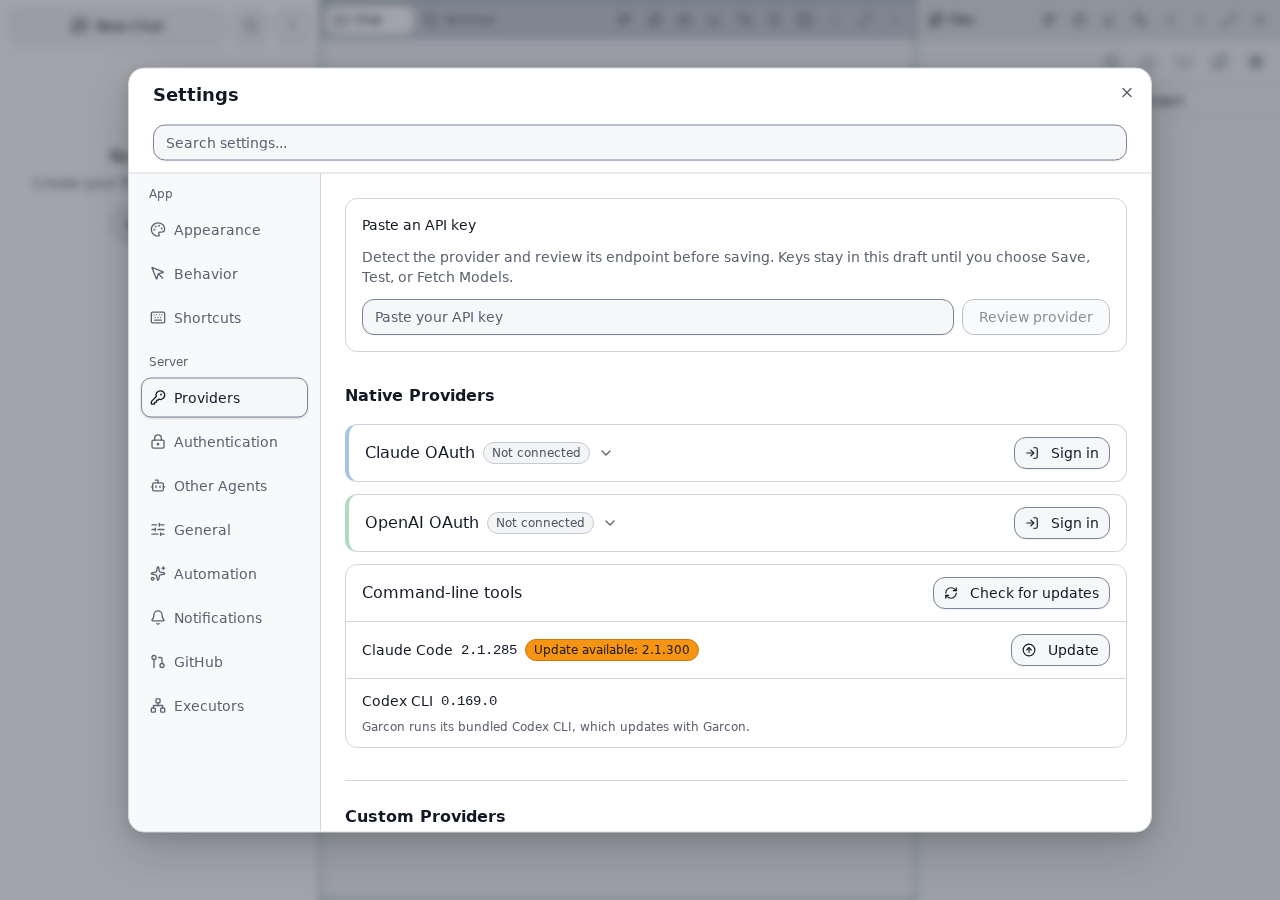 New Chat
Chat
Settings
Search settings...
App
Appearance
Behavior
Shortcuts
Server
Providers
Authentication
Other Agents
General
Automation
Notifications
GitHub
Executors
Paste an API key
Detect the provider and review its endpoint before saving. Keys stay in this draft until you choose Save,
Test, or Fetch Models.
Paste your API key
Review provider
Native Providers
Claude OAuth Not connected
Sign in
OpenAI OAuth Not connected
Sign in
Command-line tools
Check for updates
Claude Code 2.1.285 Update available: 2.1.300
Update
Codex CLI 0.169.0
Garcon runs its bundled Codex CLI, which updates with Garcon.
Custom Providers